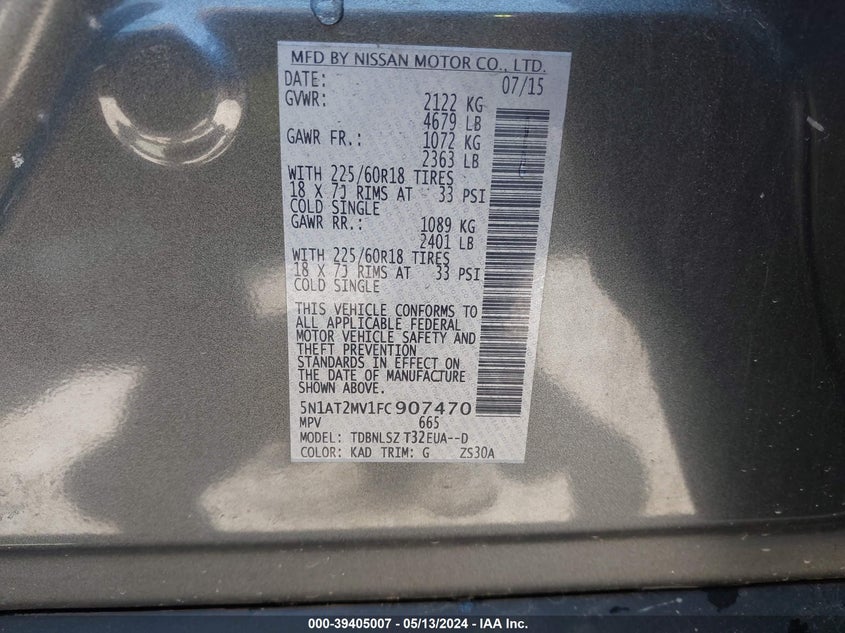 MFD BY NISSAN MOTOR CO., LTD.
DATE: 07/15
GVWR: 2122 KG
4679 LB
GAWR FR.: 1072 KG
2363 LB
WITH 225/60R18 TIRES
18 X 7J RIMS AT 33 PSI
COLD SINGLE
GAWR RR.: 1089 KG
2401 LB
WITH 225/60R18 TIRES
18 X 7J RIMS AT 33 PSI
COLD SINGLE
THIS VEHICLE CONFORMS TO
ALL APPLICABLE FEDERAL
MOTOR VEHICLE SAFETY AND
THEFT PREVENTION
STANDARDS IN EFFECT ON
THE DATE OF MANUFACTURE
SHOWN ABOVE
5N1AT2MV1FC907470
MPV 665
MODEL: TDBNLSZ T32EUA--D
COLOR: KAD TRIM: G ZS30A
000-39405007 - 05/13/2024 - IAA Inc.